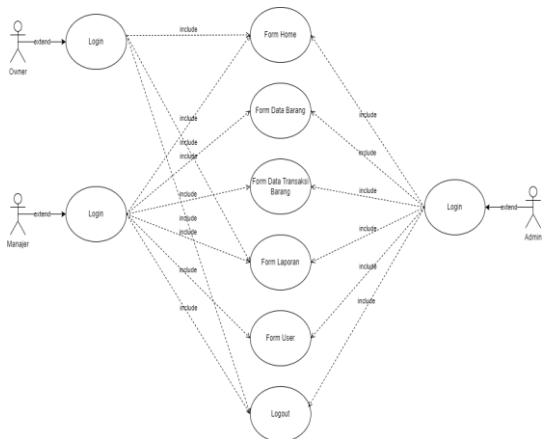 include
Form Home
extend
Login
Owner
include
Form Data Barang
include
include
include
include
Form Data Transaksi
Barang
include
include
extend
Login
Manajer
Login
extend
Admin
include
include
include
Form Laporan
include
include
include
include
Form User
Logout